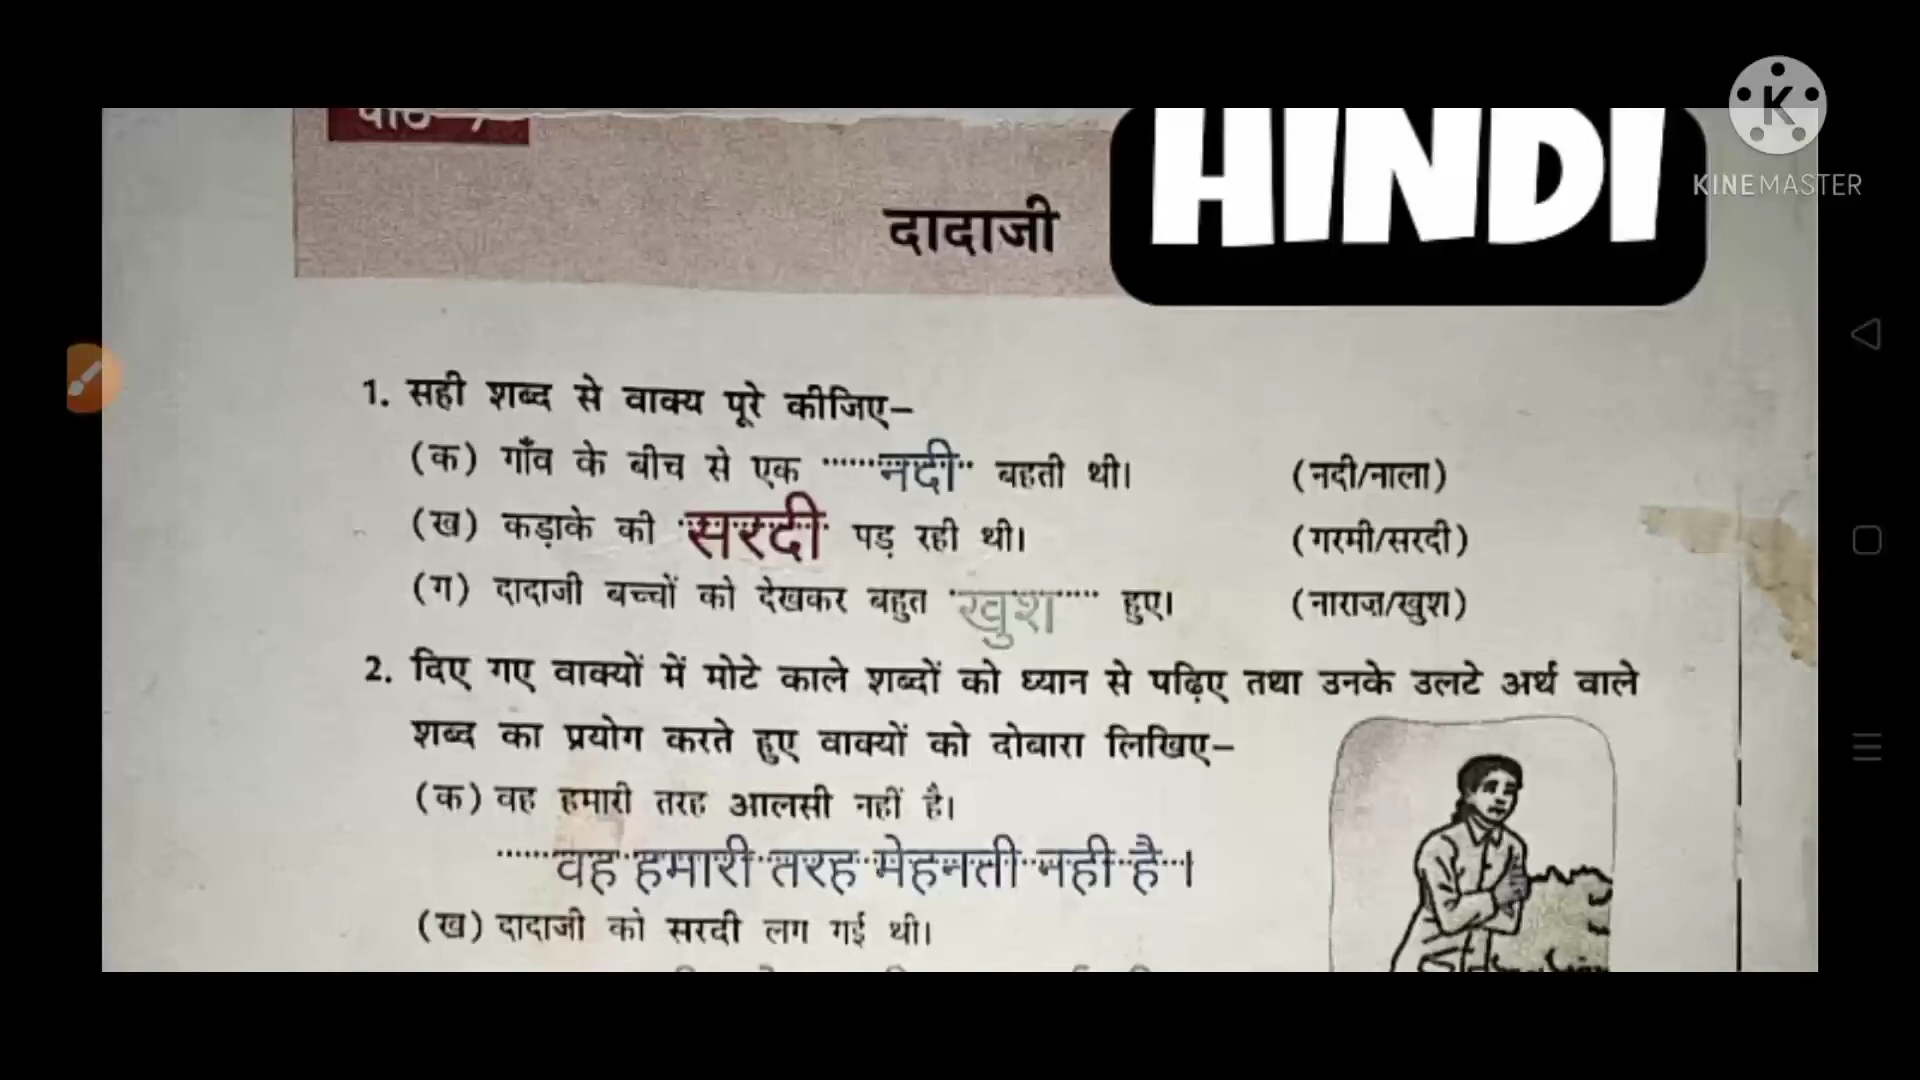 पाठ-7
HINDI
KINEMASTER
दादाजी
1. सही शब्द से वाक्य पूरे कीजिए–
(क) गाँव के बीच से एक ......नदी.. बहती थी। (नदी/नाला)
(ख) कड़ाके की सरदी पड़ रही थी। (गरमी/सरदी)
(ग) दादाजी बच्चों को देखकर बहुत खुश हुए। (नाराज़/खुश)
2. दिए गए वाक्यों में मोटे काले शब्दों को ध्यान से पढ़िए तथा उनके उलटे अर्थ वाले
शब्द का प्रयोग करते हुए वाक्यों को दोबारा लिखिए–
(क) वह हमारी तरह आलसी नहीं है।
वह हमारी तरह मेहनती नही है।
(ख) दादाजी को सरदी लग गई थी।